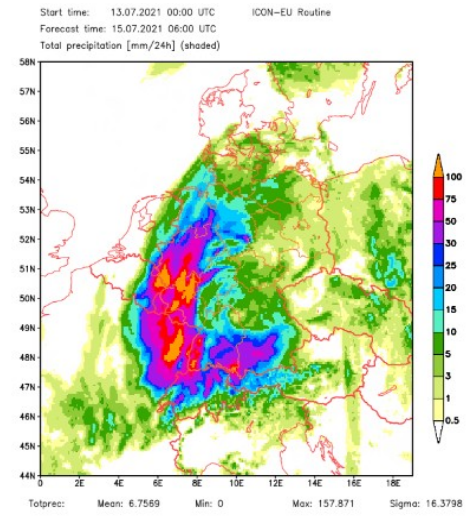 Start time: 13.07.2021 00:00 UTC ICON-EU Routine
Forecast time: 15.07.2021 06:00 UTC
Total precipitation [mm/24h] (shaded)
58N
57N
56N
55N
54N
53N
52N
51N
50N
49N
48N
47N
46N
45N
44N
0 2E 4E 6E 8E 10E 12E 14E 16E 18E
100
75
50
30
25
20
15
10
5
3
1
0.5
Totprec: Mean: 6.7569 Min: 0 Max: 157.871 Sigma: 16.3798